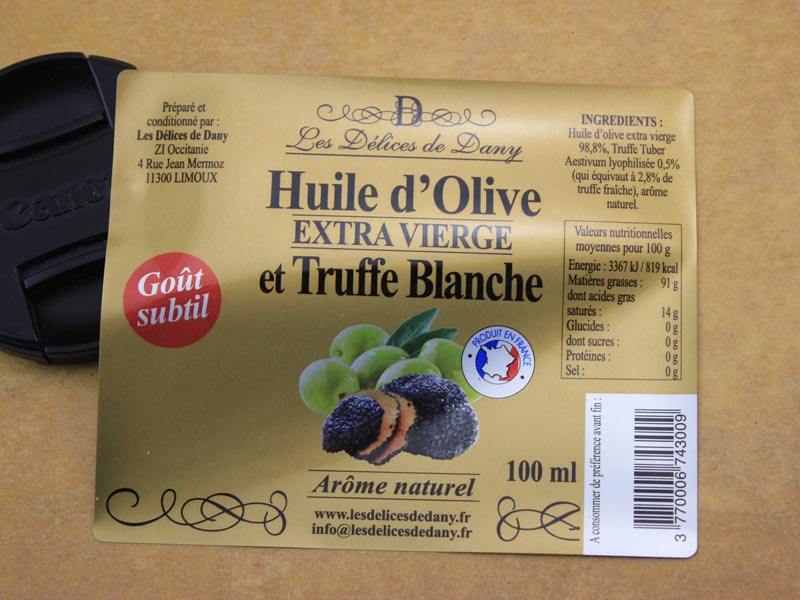 Préparé et
conditionné par :
Les Délices de Dany
ZI Occitanie
4 Rue Jean Mermoz
11300 LIMOUX
Goût
subtil
D
Les Délices de Dany
Huile d'Olive
EXTRA VIERGE
et Truffe Blanche
PRODUIT EN FRANCE
Arôme naturel
100 ml
www.lesdelicesdedany.fr
info@lesdelicesdedany.fr
INGREDIENTS :
Huile d'olive extra vierge
98,8%, Truffe Tuber
Aestivum lyophilisée 0,5%
(qui équivaut à 2,8% de
truffe fraîche), arôme
naturel.
Valeurs nutritionnelles
moyennes pour 100 g
Energie : 3367 kJ / 819 kcal
Matières grasses : 91 g
dont acides gras
saturés : 14 g
Glucides : 0 g
dont sucres : 0 g
Protéines : 0 g
Sel : 0 g
A consommer de préférence avant fin :
3 770006 743009
Canon